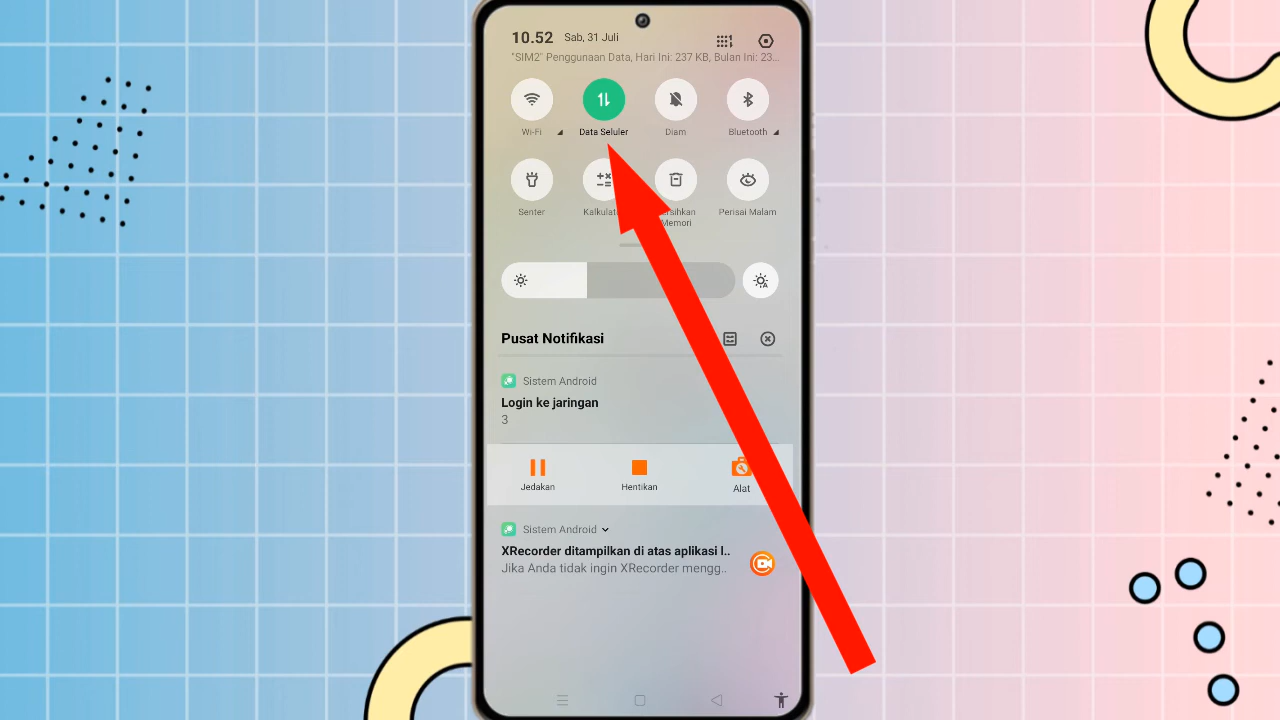 10.52 Sab, 31 Juli
"SIM2" Penggunaan Data, Hari Ini: 237 KB, Bulan Ini: 23...
Wi-Fi Data Seluler Diam Bluetooth
Senter Perisai Malam
Memori
Pusat Notifikasi
Sistem Android
Login ke jaringan
3
Jedakan Hentikan Alat
Sistem Android
XRecorder ditampilkan di atas aplikasi l..
Jika Anda tidak ingin XRecorder mengg..